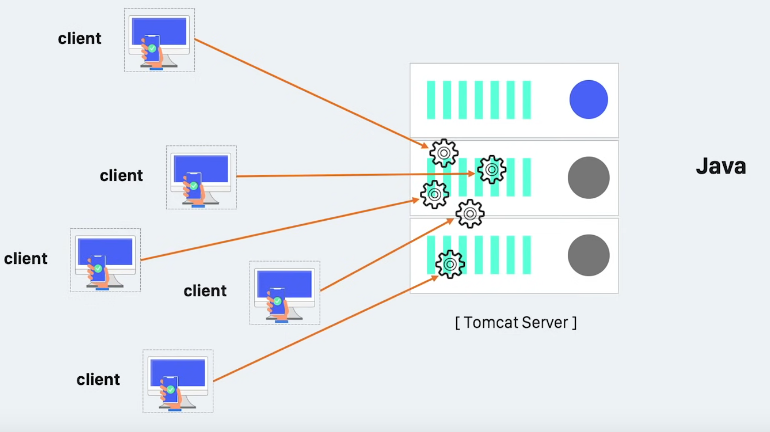 client
client
Java
client
client
[ Tomcat Server ]
client